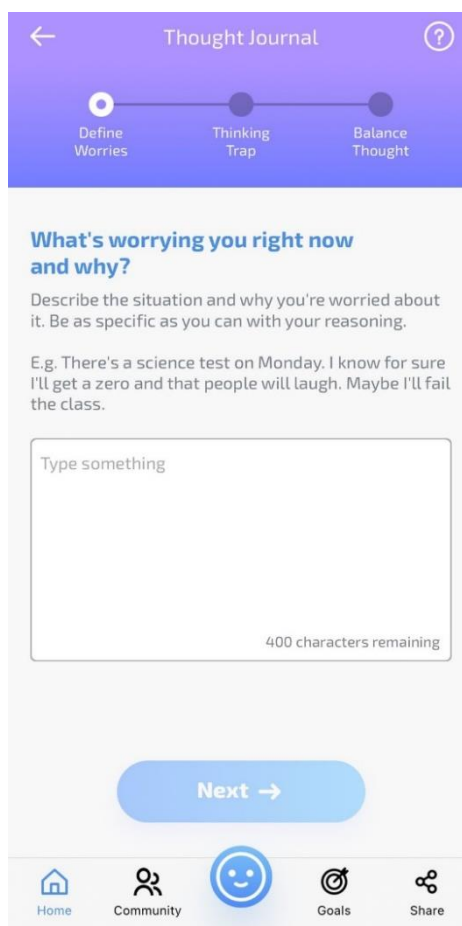 Thought Journal
?
Define
Worries
Thinking
Trap
Balance
Thought
What's worrying you right now
and why?
Describe the situation and why you're worried about
it. Be as specific as you can with your reasoning.
E.g. There's a science test on Monday. I know for sure
I'll get a zero and that people will laugh. Maybe I'll fail
the class.
Type something
400 characters remaining
Next →
Home
Community
Goals
Share